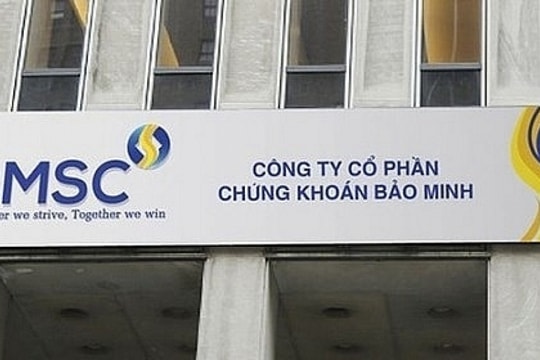 MSC
er we strive, Together we win
CÔNG TY CỔ PHẦN
CHỨNG KHOÁN BẢO MINH